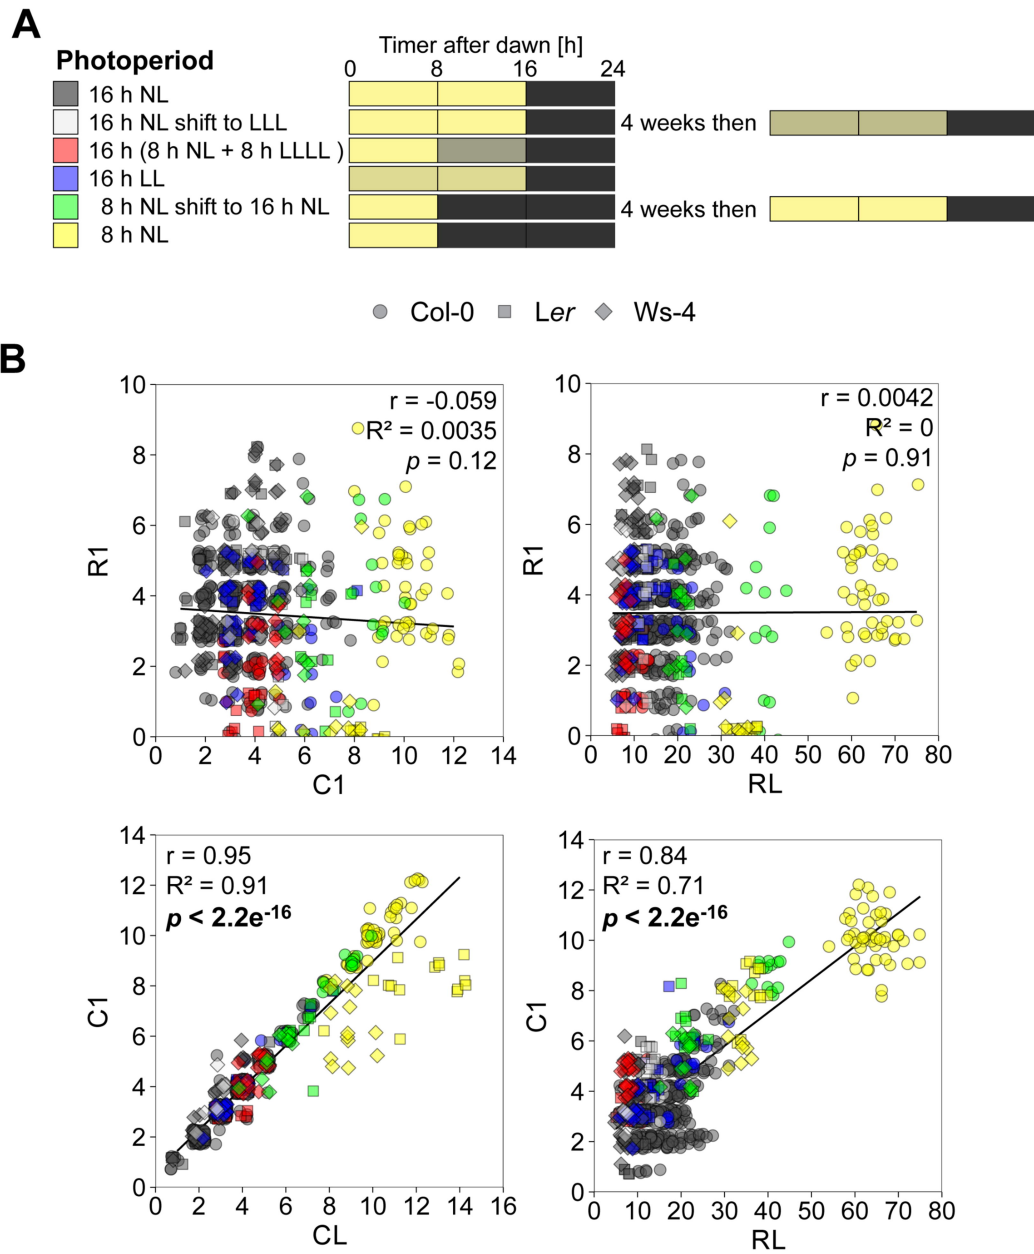 A
Timer after dawn [h]
Photoperiod
0 8 16 24
16 h NL
16 h NL shift to LLL
4 weeks then
16 h (8 h NL + 8 h LLLL )
16 h LL
8 h NL shift to 16 h NL
4 weeks then
8 h NL
Col-0 Ler Ws-4
B
10
8
6
4
2
0
R1
r = -0.059
R² = 0.0035
p = 0.12
0 2 4 6 8 10 12 14
C1
10
8
6
4
2
0
R1
r = 0.0042
R² = 0
p = 0.91
0 10 20 30 40 50 60 70 80
RL
14
12
10
8
6
4
2
0
C1
r = 0.95
R² = 0.91
p < 2.2e-16
0 2 4 6 8 10 12 14 16
CL
14
12
10
8
6
4
2
0
C1
r = 0.84
R² = 0.71
p < 2.2e-16
0 10 20 30 40 50 60 70 80
RL